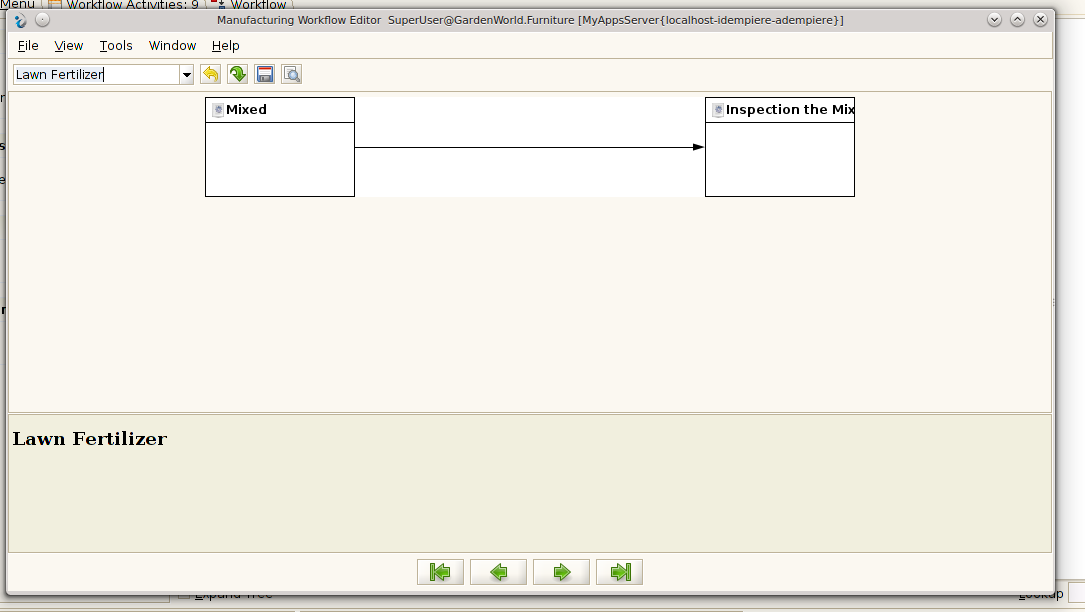 Menu Workflow Activities: 9 Workflow
Manufacturing Workflow Editor SuperUser@GardenWorld.Furniture [MyAppsServer{localhost-idempiere-adempiere}]
File View Tools Window Help
Lawn Fertilizer
Mixed
Inspection the Mix
Lawn Fertilizer
Expand Tree
Lookup